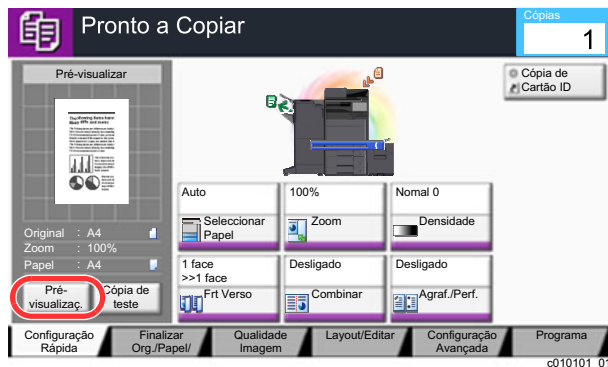 Pronto a Copiar
Cópias
1
Pré-visualizar
Original : A4
Zoom : 100%
Papel : A4
Pré-
visualizaç.
Cópia de
teste
Cópia de
Cartão ID
Auto
Seleccionar
Papel
100%
Zoom
Nomal 0
Densidade
1 face
>>1 face
Frt Verso
Desligado
Combinar
Desligado
Agraf./Perf.
Configuração
Rápida
Finalizar
Org./Papel/
Qualidade
Imagem
Layout/Editar
Configuração
Avançada
Programa
c010101_01